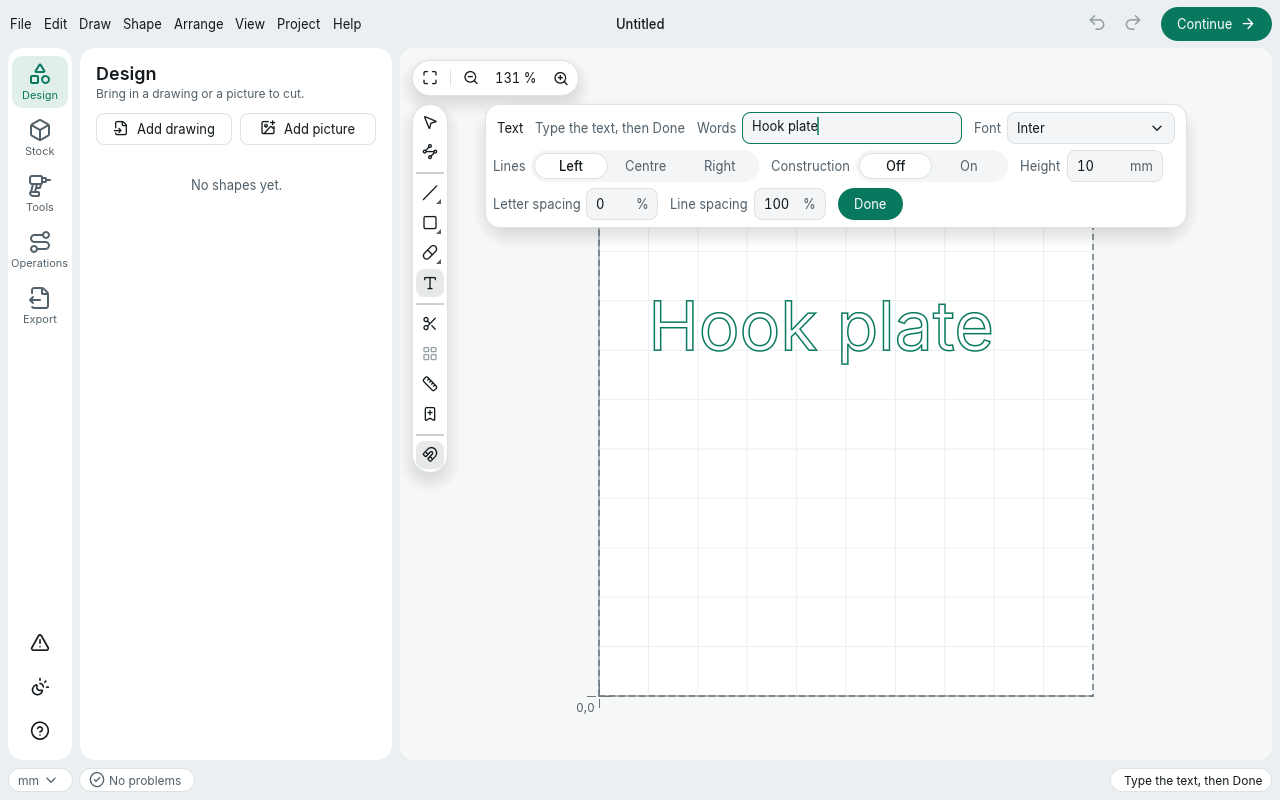 File Edit Draw Shape Arrange View Project Help
Untitled
Continue
Design
Stock
Tools
Operations
Export
Design
Bring in a drawing or a picture to cut.
Add drawing
Add picture
No shapes yet.
131 %
Text Type the text, then Done Words Hook plate Font Inter
Lines Left Centre Right Construction Off On Height 10 mm
Letter spacing 0 % Line spacing 100 % Done
Hook plate
0,0
mm
No problems
Type the text, then Done